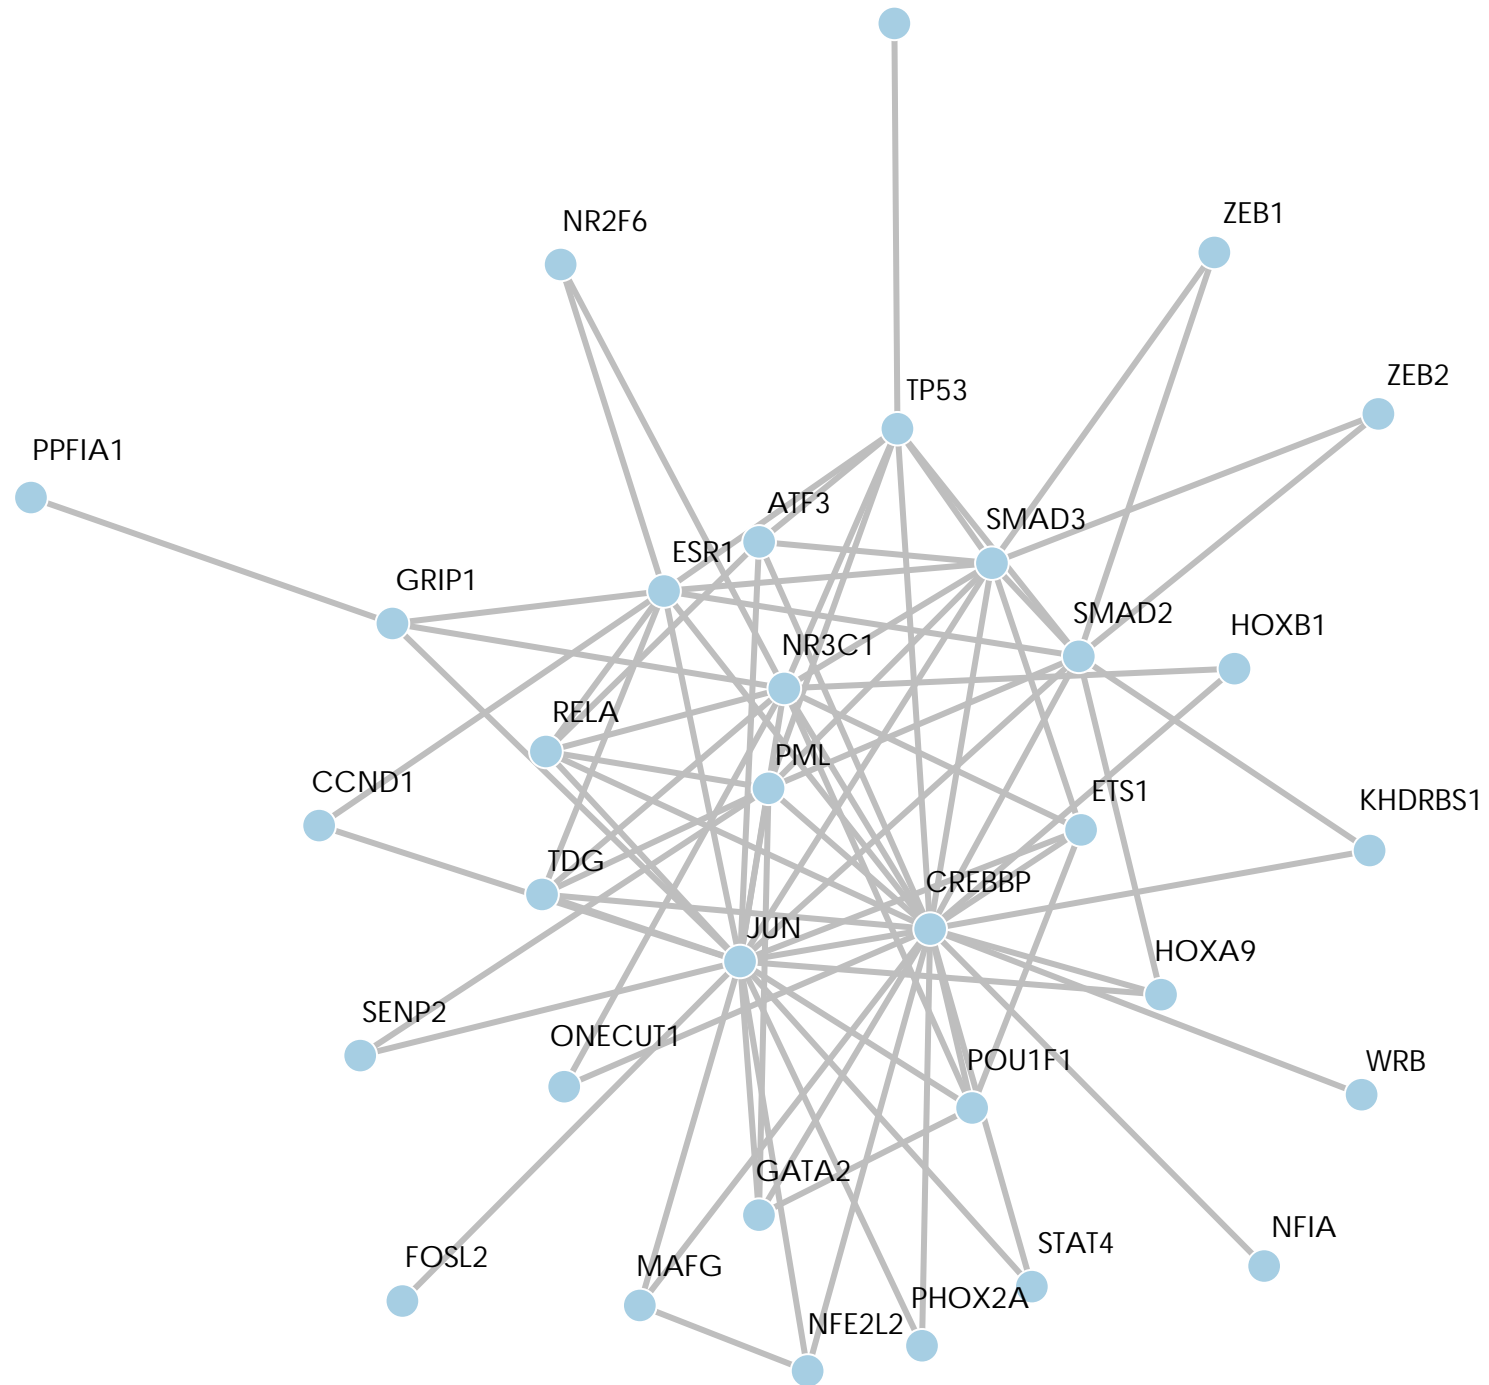 NR2F6
ZEB1
ZEB2
TP53
PPFIA1
ATF3
SMAD3
ESR1
GRIP1
SMAD2
HOXB1
NR3C1
RELA
PML
CCND1
ETS1
KHDRBS1
TDG
CREBBP
JUN
HOXA9
SENP2
ONECUT1
POU1F1
WRB
GATA2
NFIA
STAT4
FOSL2
MAFG
PHOX2A
NFE2L2